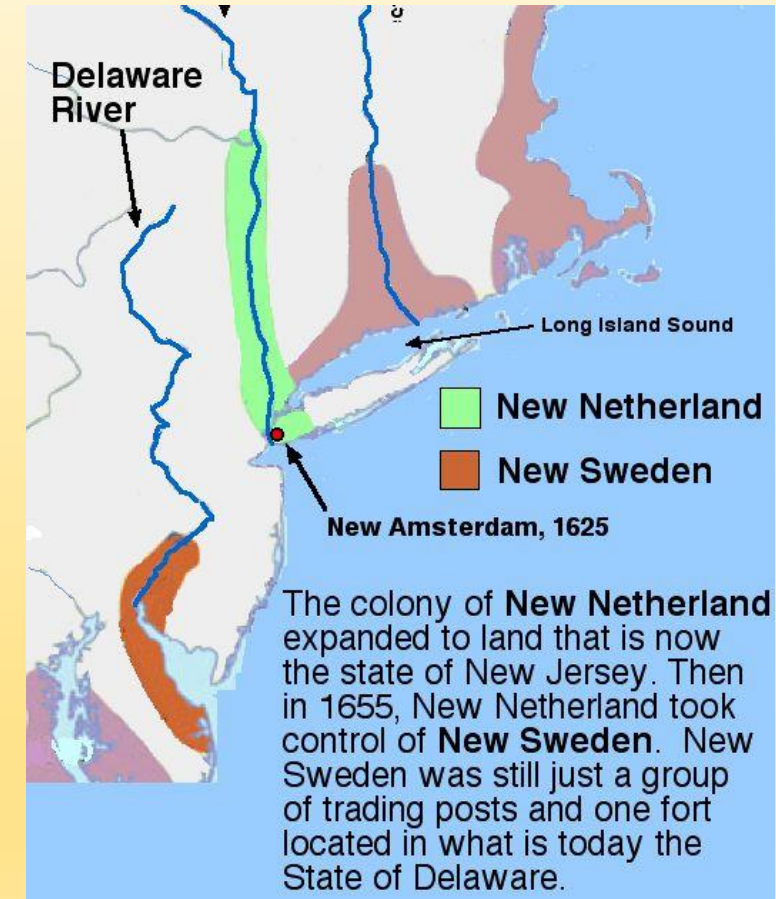 Delaware
River
Long Island Sound
New Netherland
New Sweden
New Amsterdam, 1625
The colony of New Netherland
expanded to land that is now
the state of New Jersey. Then
in 1655, New Netherland took
control of New Sweden.  New
Sweden was still just a group
of trading posts and one fort
located in what is today the
State of Delaware.